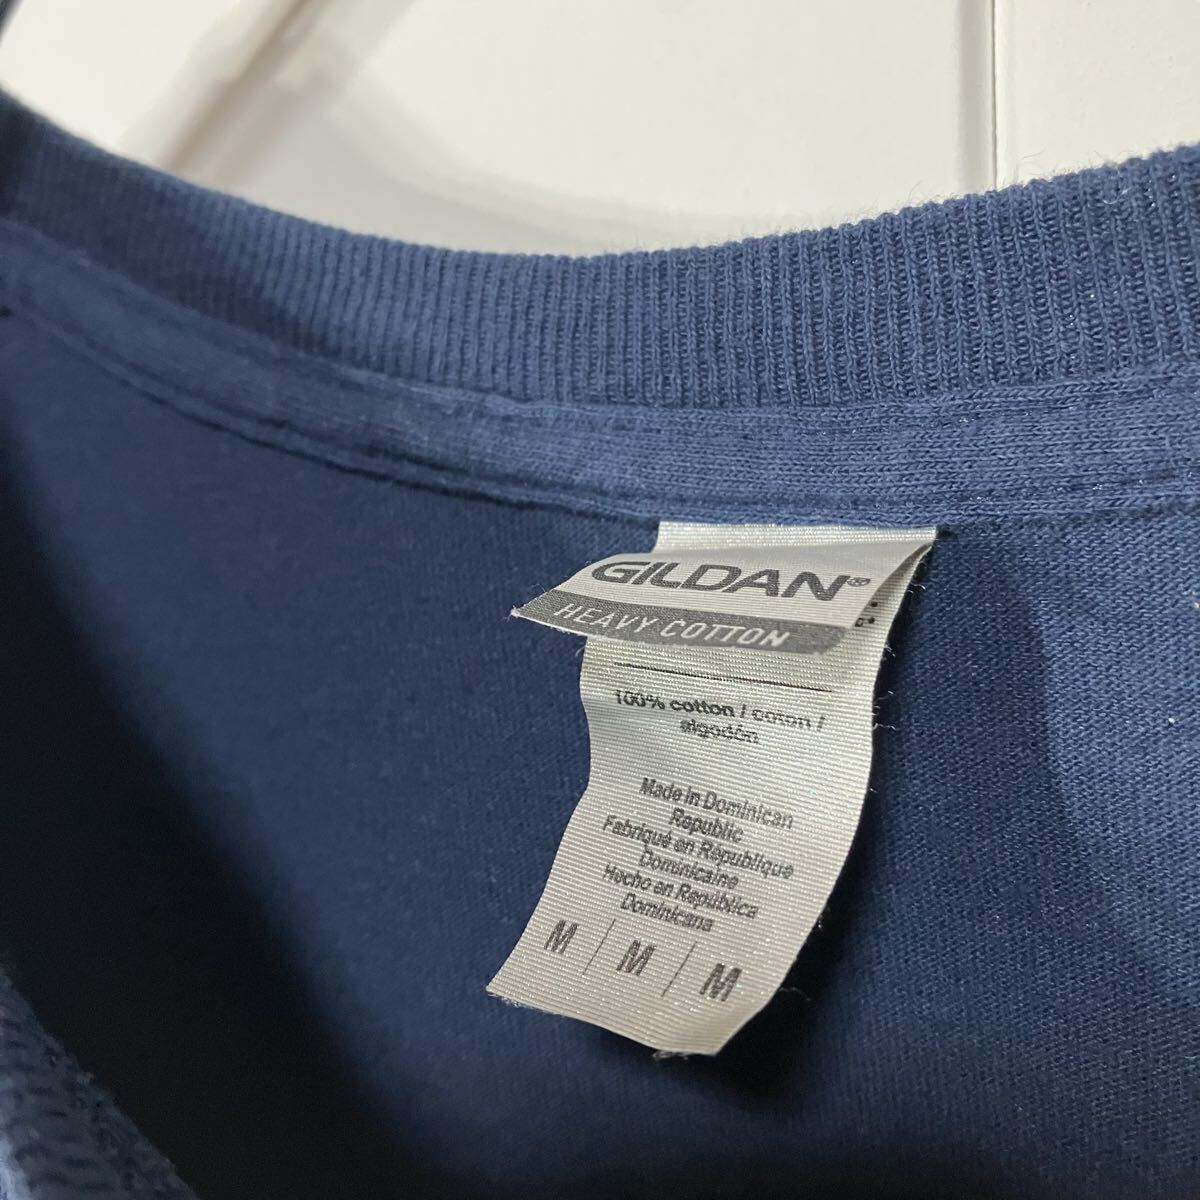 GILDAN®
HEAVY COTTON
100% cotton / coton /
algodón
Made in Dominican
Republic
Fabriqué en République
Dominicaine
Hecho en República
Dominicana
M / M / M